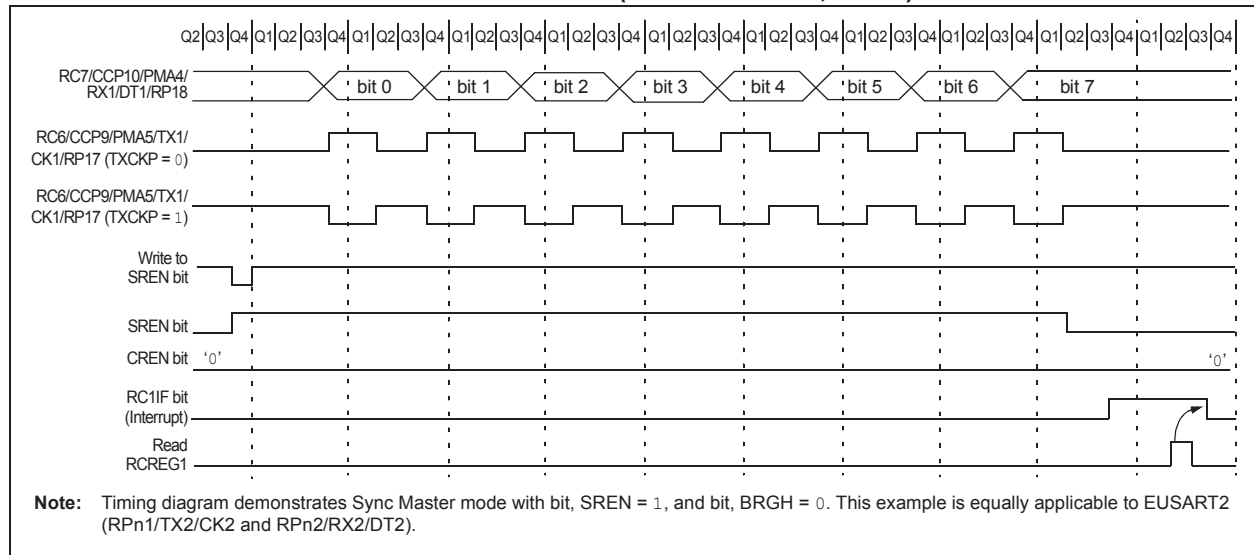 Q2 Q3 Q4 Q1 Q2 Q3 Q4 Q1 Q2 Q3 Q4 Q1 Q2 Q3 Q4 Q1 Q2 Q3 Q4 Q1 Q2 Q3 Q4 Q1 Q2 Q3 Q4 Q1 Q2 Q3 Q4 Q1 Q2 Q3 Q4 Q1 Q2 Q3 Q4 Q1 Q2 Q3 Q4
RC7/CCP10/PMA4/
RX1/DT1/RP18
bit 0 bit 1 bit 2 bit 3 bit 4 bit 5 bit 6 bit 7
RC6/CCP9/PMA5/TX1/
CK1/RP17 (TXCKP = 0)
RC6/CCP9/PMA5/TX1/
CK1/RP17 (TXCKP = 1)
Write to
SREN bit
SREN bit
CREN bit '0' '0'
RC1IF bit
(Interrupt)
Read
RCREG1
Note: Timing diagram demonstrates Sync Master mode with bit, SREN = 1, and bit, BRGH = 0. This example is equally applicable to EUSART2
(RPn1/TX2/CK2 and RPn2/RX2/DT2).